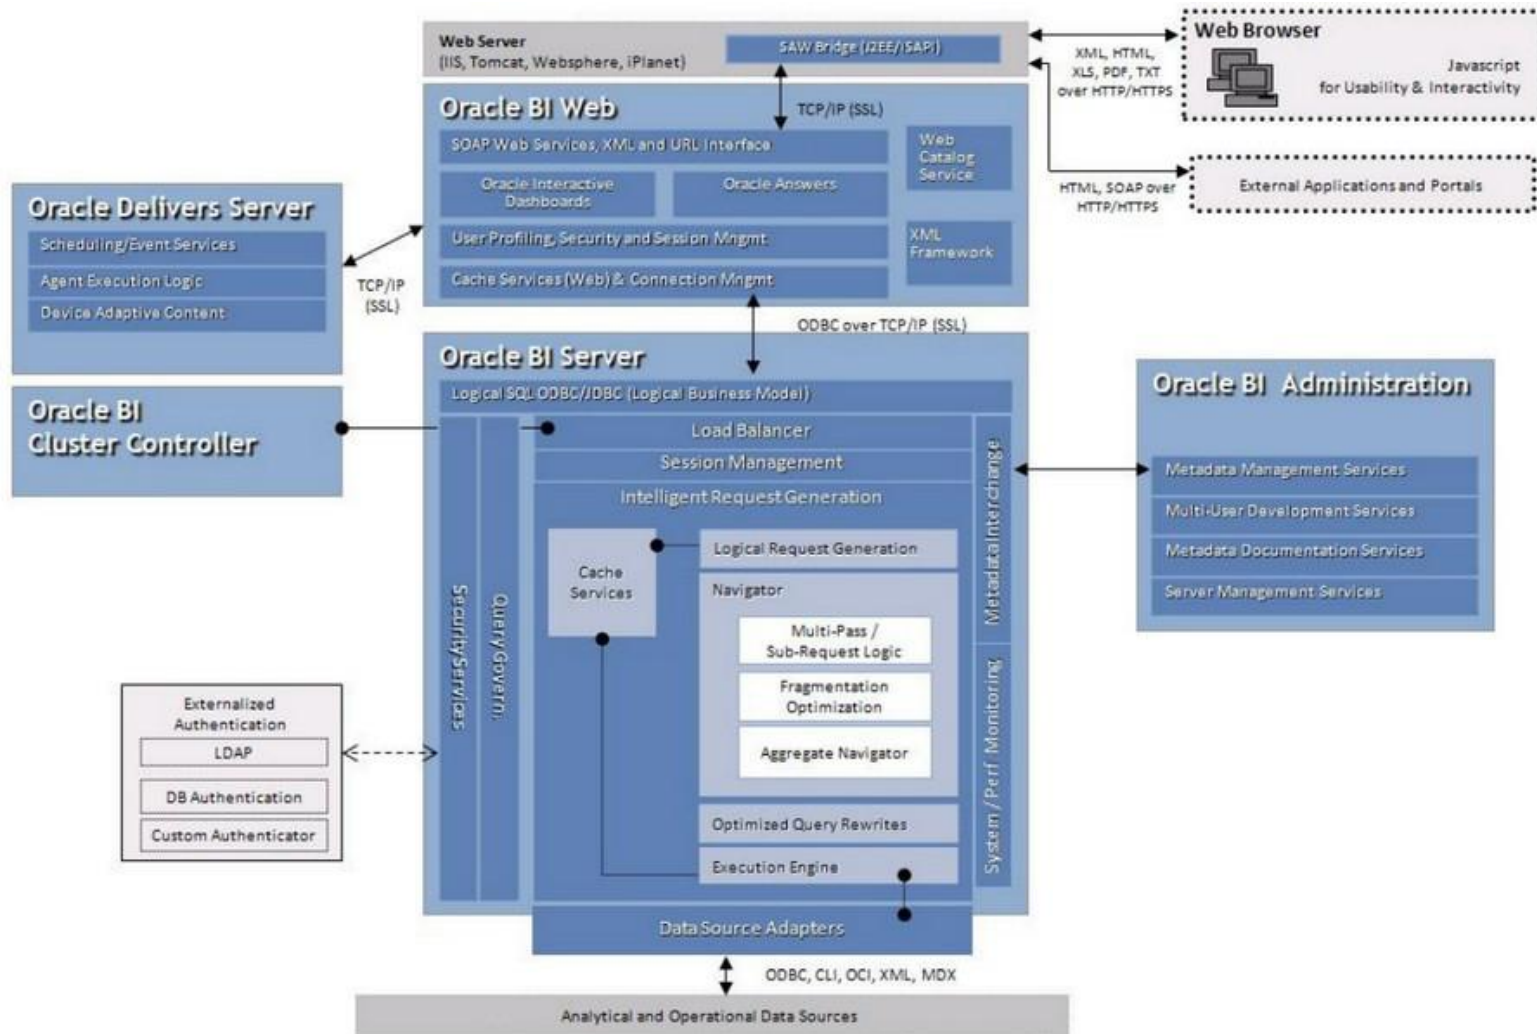 Web Server
(IIS, Tomcat, Websphere, iPlanet)
SAW Bridge (J2EE/ISAPI)
XML, HTML,
XLS, PDF, TXT
over HTTP/HTTPS
Web Browser
Javascript
for Usability & Interactivity
Oracle BI Web
TCP/IP (SSL)
SOAP Web Services, XML and URL Interface
Web
Catalog
Service
Oracle Interactive
Dashboards
Oracle Answers
HTML, SOAP over
HTTP/HTTPS
External Applications and Portals
User Profiling, Security and Session Mngmt
XML
Framework
Cache Services (Web) & Connection Mngmt
Oracle Delivers Server
Scheduling/Event Services
Agent Execution Logic
Device Adaptive Content
TCP/IP
(SSL)
ODBC over TCP/IP (SSL)
Oracle BI Server
Logical SQL ODBC/JDBC (Logical Business Model)
Oracle BI
Cluster Controller
Load Balancer
Session Management
Intelligent Request Generation
Cache
Services
Logical Request Generation
Navigator
Multi-Pass /
Sub-Request Logic
Fragmentation
Optimization
Aggregate Navigator
Optimized Query Rewrites
Execution Engine
Security Services
Query Govern.
Metadata Interchange
System / Perf Monitoring
Oracle BI Administration
Metadata Management Services
Multi-User Development Services
Metadata Documentation Services
Server Management Services
Externalized
Authentication
LDAP
DB Authentication
Custom Authenticator
Data Source Adapters
ODBC, CLI, OCI, XML, MDX
Analytical and Operational Data Sources